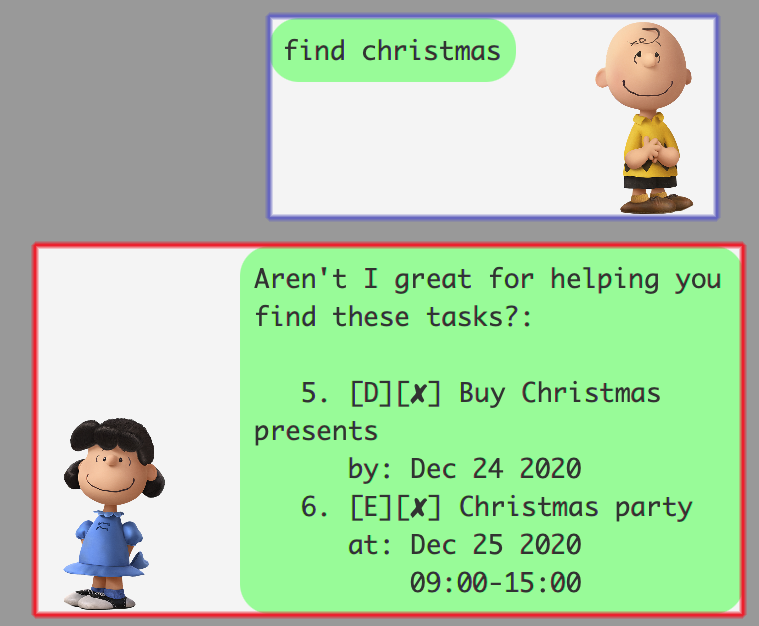 find christmas
Aren't I great for helping you
find these tasks?:
5. [D][✘] Buy Christmas
presents
by: Dec 24 2020
6. [E][✘] Christmas party
at: Dec 25 2020
09:00-15:00